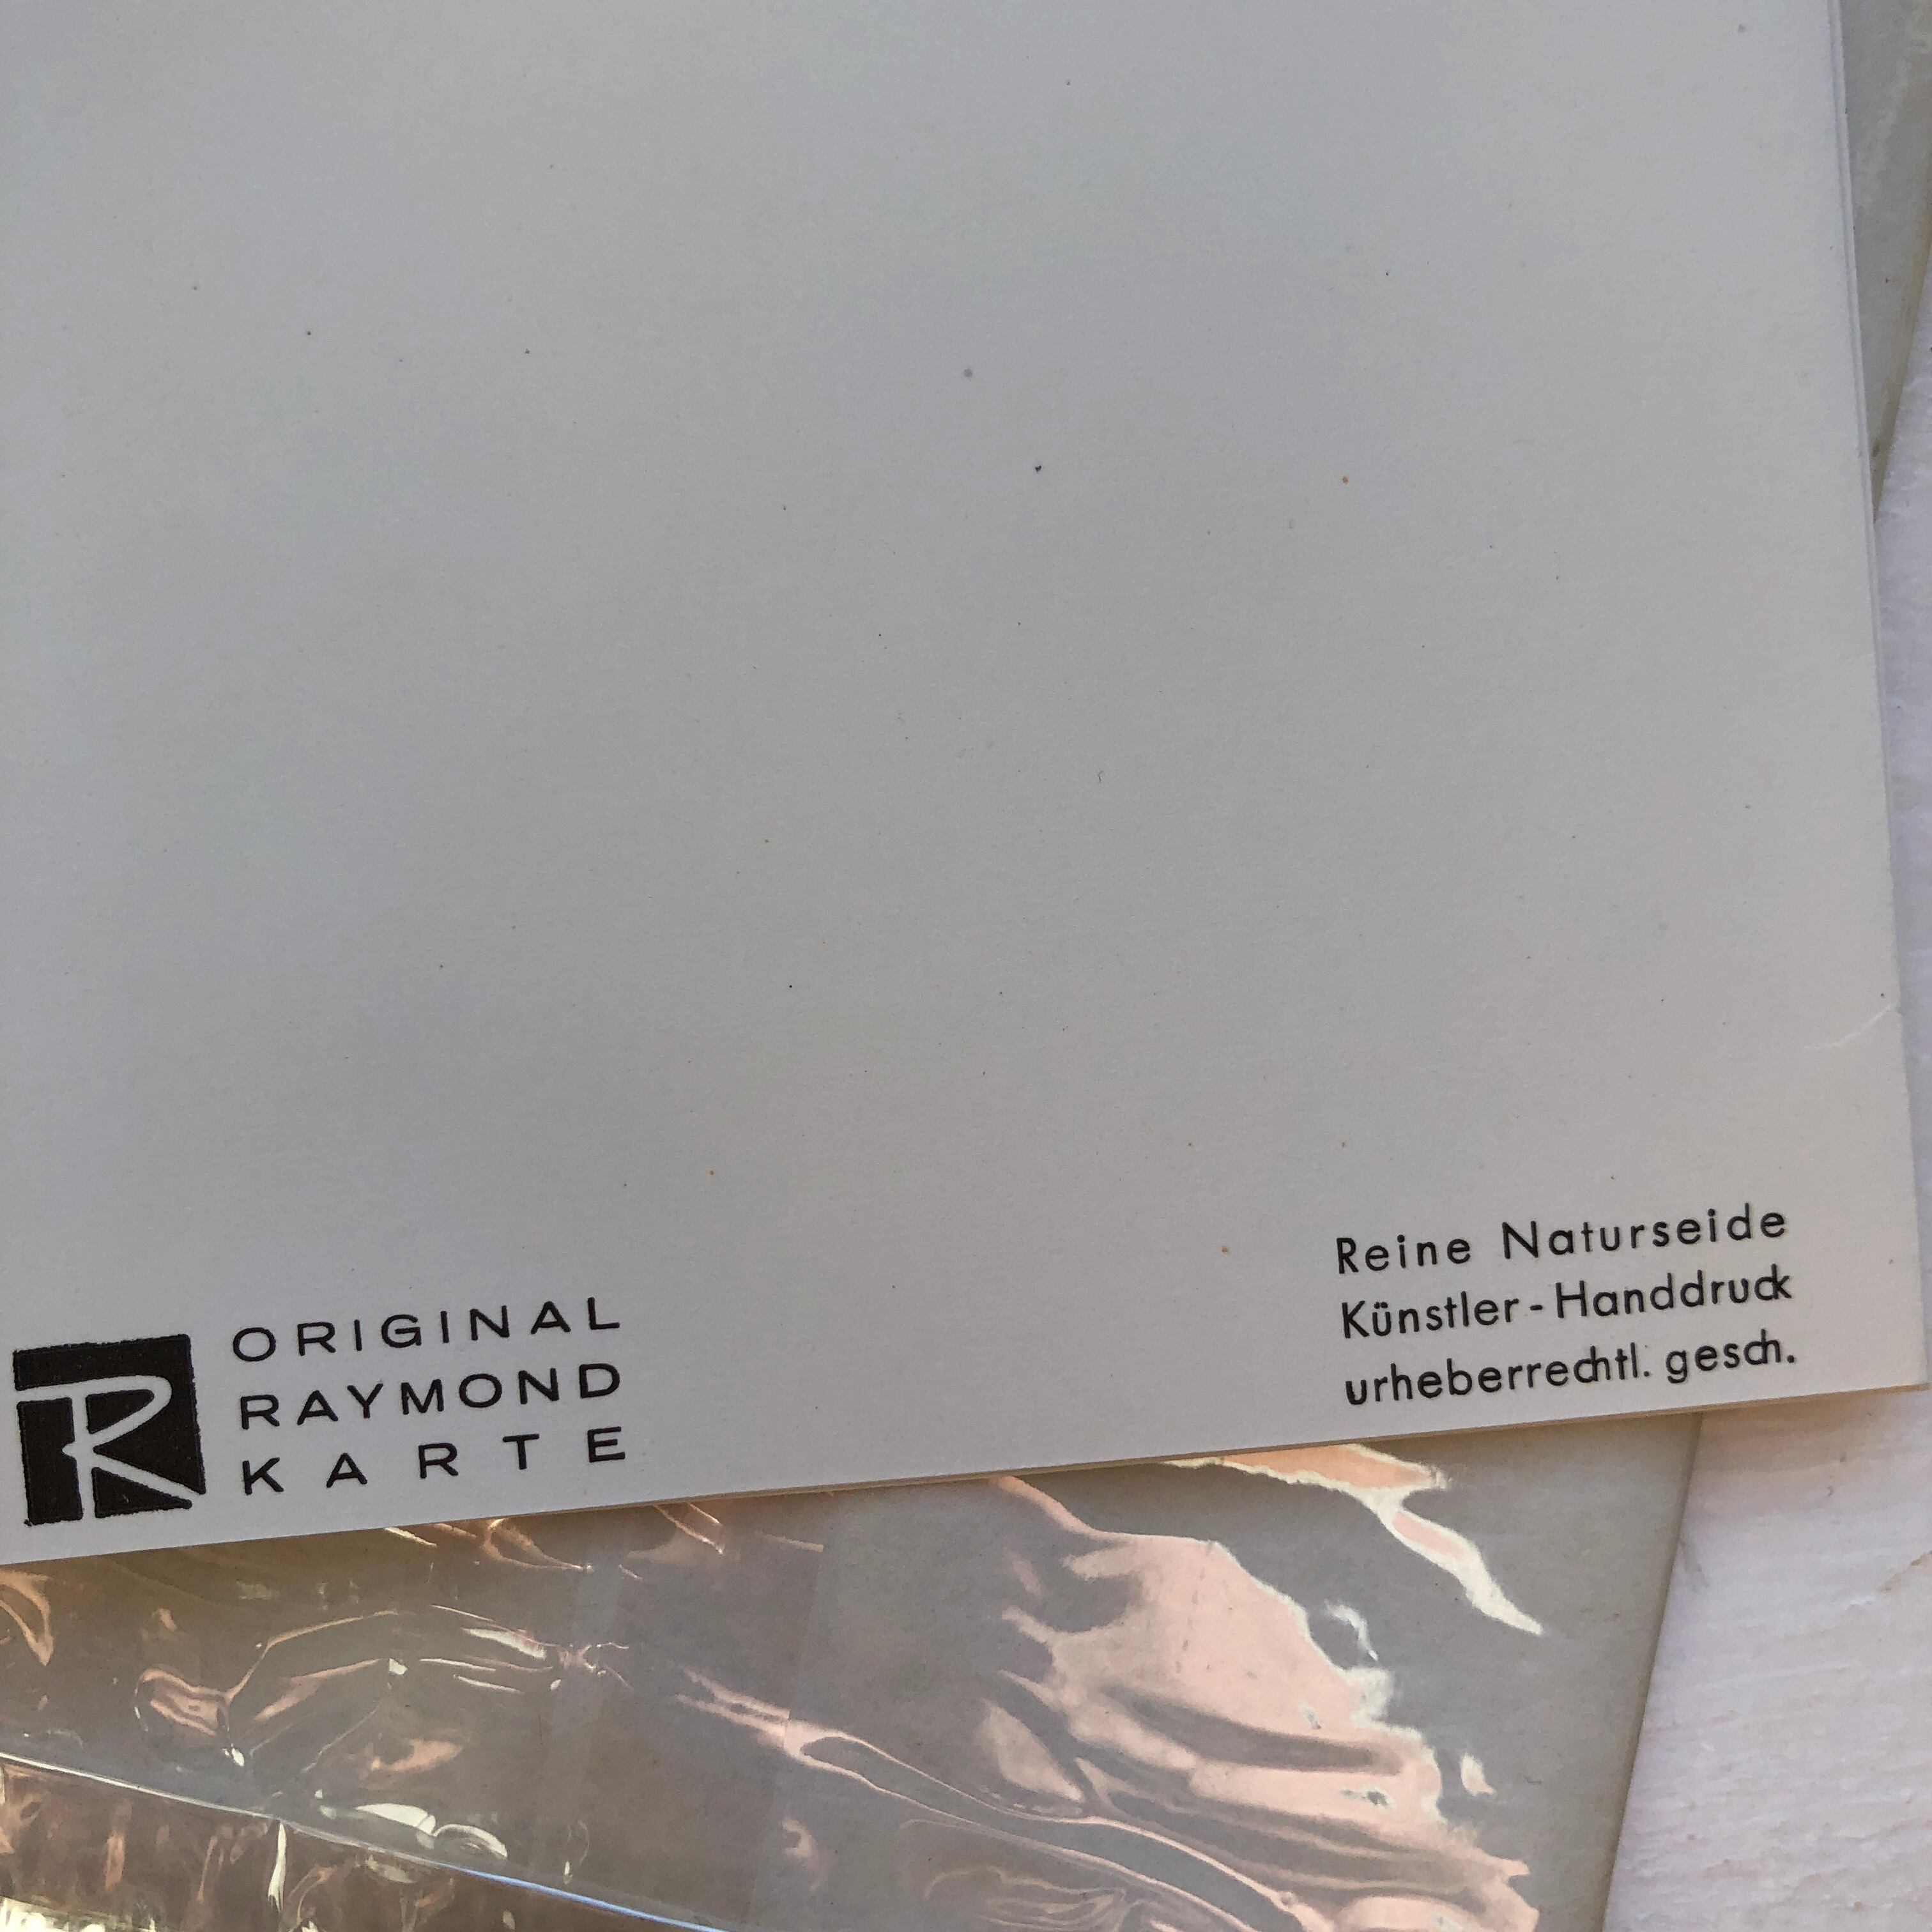 R
ORIGINAL
RAYMOND
KARTE
Reine Naturseide
Künstler-Handdruck
urheberrechtl. gesch.